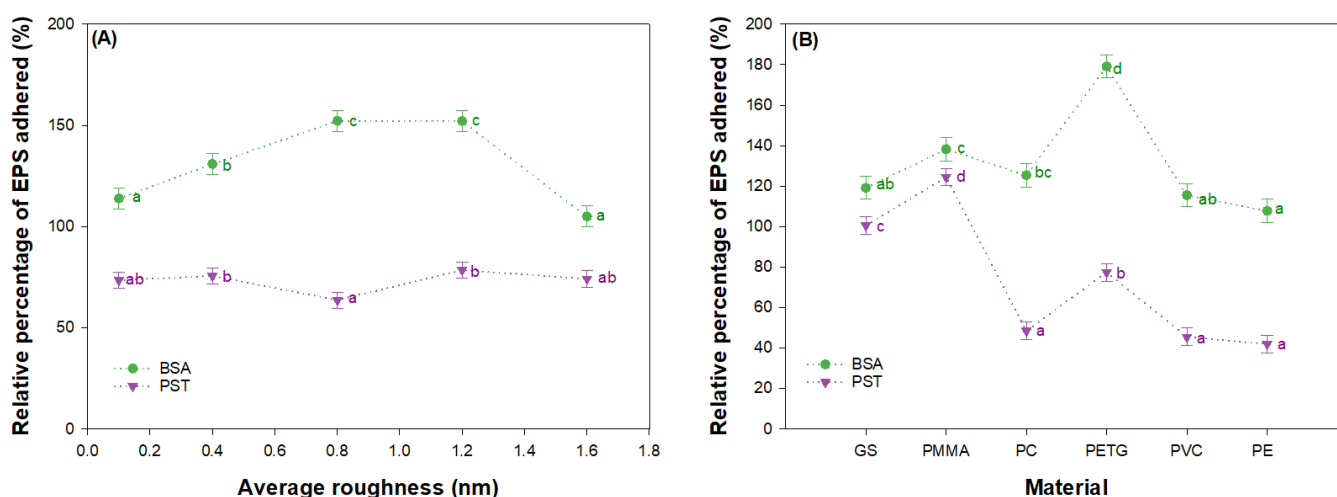 (A)
Relative percentage of EPS adhered (%)
200
150
100
50
0
a
b
c
c
a
ab
b
a
b
ab
BSA
PST
0.0 0.2 0.4 0.6 0.8 1.0 1.2 1.4 1.6 1.8
Average roughness (nm)
(B)
Relative percentage of EPS adhered (%)
200
180
160
140
120
100
80
60
40
20
0
ab
c
bc
d
ab
a
c
d
a
b
a
a
BSA
PST
GS PMMA PC PETG PVC PE
Material